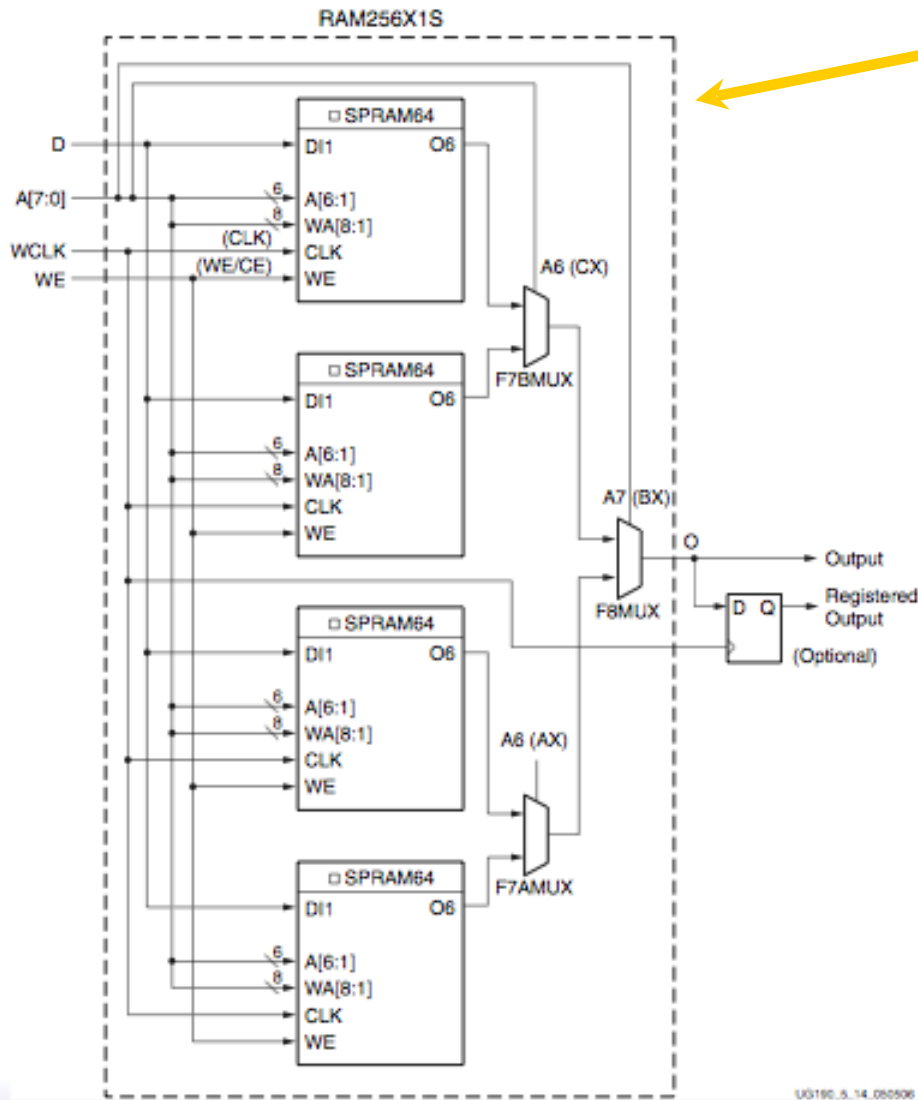 RAM256X1S
□ SPRAM64
D
DI1
O6
A[7:0]
6
A[6:1]
8
WA[8:1]
WCLK
(CLK)
CLK
WE
(WE/CE)
WE
A6 (CX)
F7BMUX
□ SPRAM64
DI1
O6
6
A[6:1]
8
WA[8:1]
CLK
WE
A7 (BX)
O
Output
F8MUX
D Q
Registered
Output
(Optional)
□ SPRAM64
DI1
O6
6
A[6:1]
8
WA[8:1]
CLK
WE
A6 (AX)
F7AMUX
□ SPRAM64
DI1
O6
6
A[6:1]
8
WA[8:1]
CLK
WE
UG190_5_14_050506